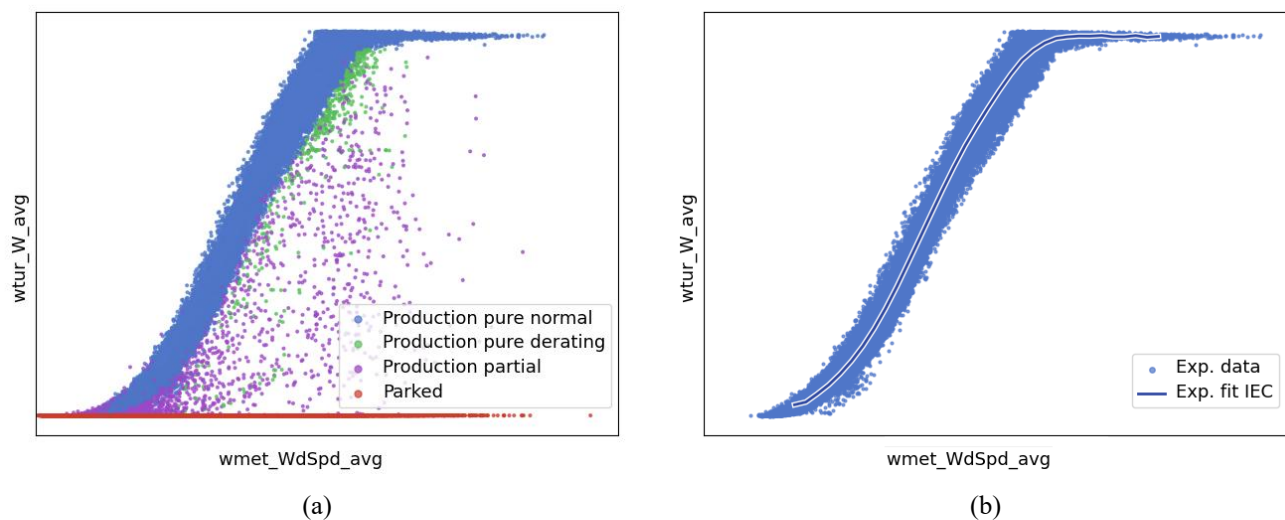 wtur_W_avg
Production pure normal
Production pure derating
Production partial
Parked
wmet_WdSpd_avg
(a)
wtur_W_avg
Exp. data
Exp. fit IEC
wmet_WdSpd_avg
(b)